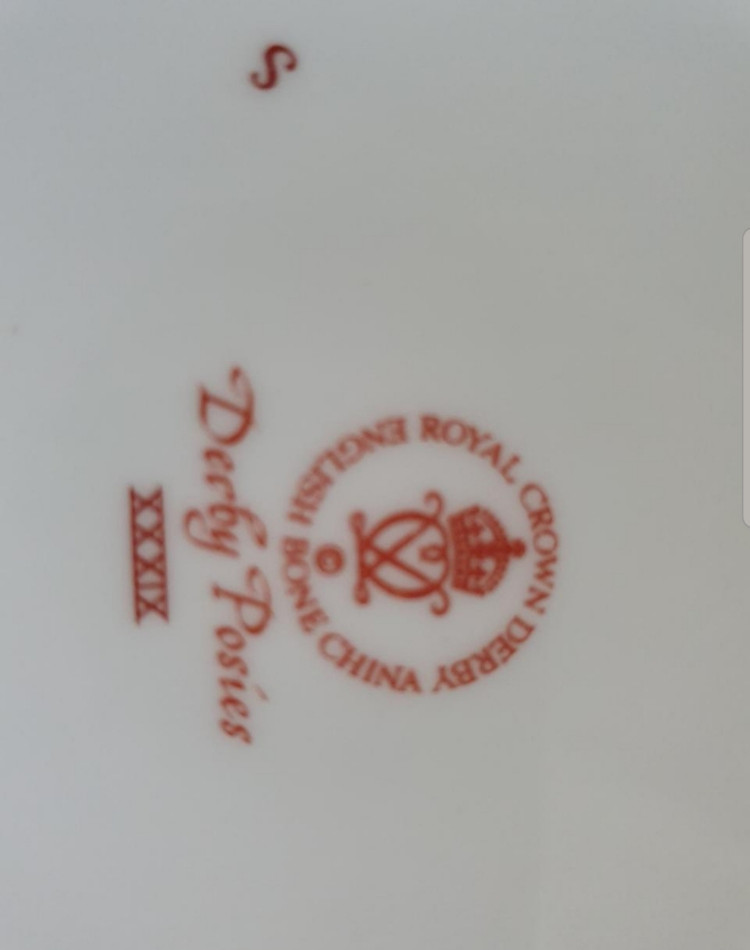 ROYAL CROWN DERBY
ENGLISH BONE CHINA
©
Derby Posies
XXXIX
S